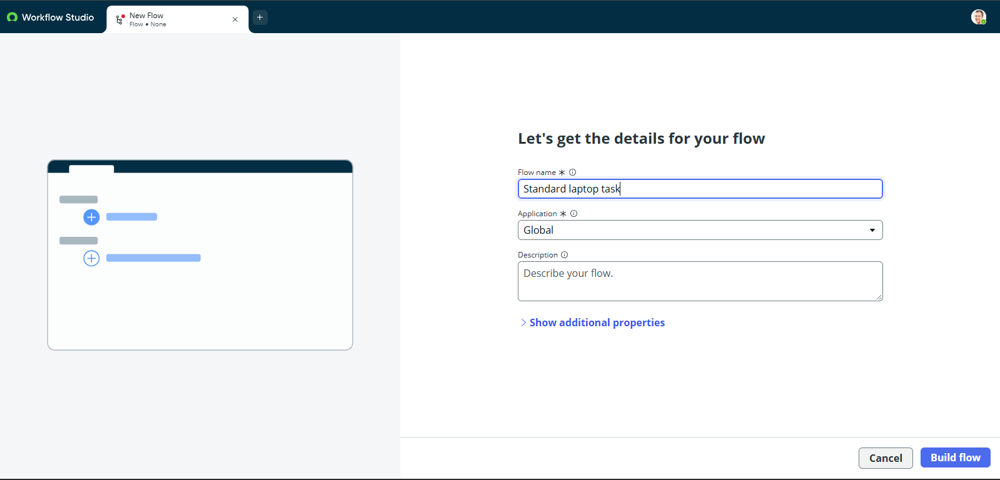 Workflow Studio
New Flow
Flow • None
Let's get the details for your flow
Flow name *
Standard laptop task
Application *
Global
Description
Describe your flow.
Show additional properties
Cancel
Build flow